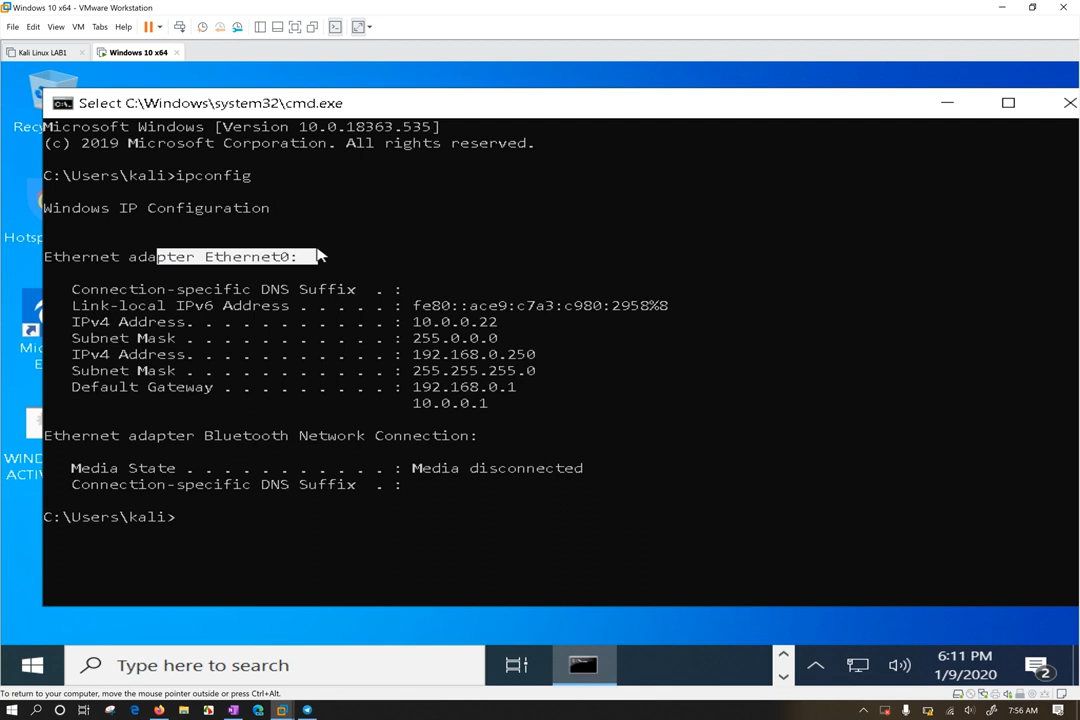 Windows 10 x64 - VMware Workstation
File Edit View VM Tabs Help
Kali Linux LAB1 Windows 10 x64
Select C:\Windows\system32\cmd.exe
Microsoft Windows [Version 10.0.18363.535]
(c) 2019 Microsoft Corporation. All rights reserved.
C:\Users\kali>ipconfig
Windows IP Configuration
Ethernet adapter Ethernet0:
Connection-specific DNS Suffix . :
Link-local IPv6 Address . . . . . : fe80::ace9:c7a3:c980:2958%8
IPv4 Address. . . . . . . . . . . : 10.0.0.22
Subnet Mask . . . . . . . . . . . : 255.0.0.0
IPv4 Address. . . . . . . . . . . : 192.168.0.250
Subnet Mask . . . . . . . . . . . : 255.255.255.0
Default Gateway . . . . . . . . . : 192.168.0.1
10.0.0.1
Ethernet adapter Bluetooth Network Connection:
Media State . . . . . . . . . . . : Media disconnected
Connection-specific DNS Suffix . :
C:\Users\kali>
Recy
Hotsp
Mic
E
WIND
ACTIV
Type here to search
6:11 PM
1/9/2020
2
To return to your computer, move the mouse pointer outside or press Ctrl+Alt.
7:56 AM